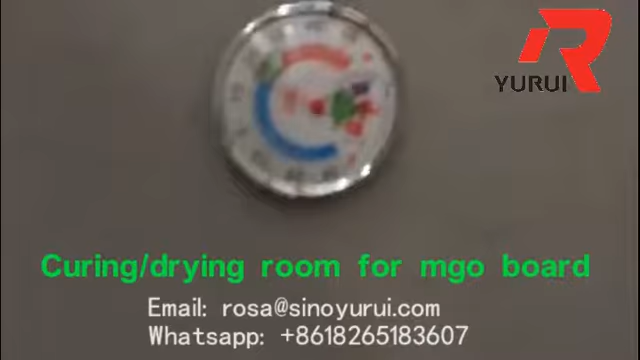 YURUI
Curing/drying room for mgo board
Email: rosa@sinoyurui.com
Whatsapp: +8618265183607